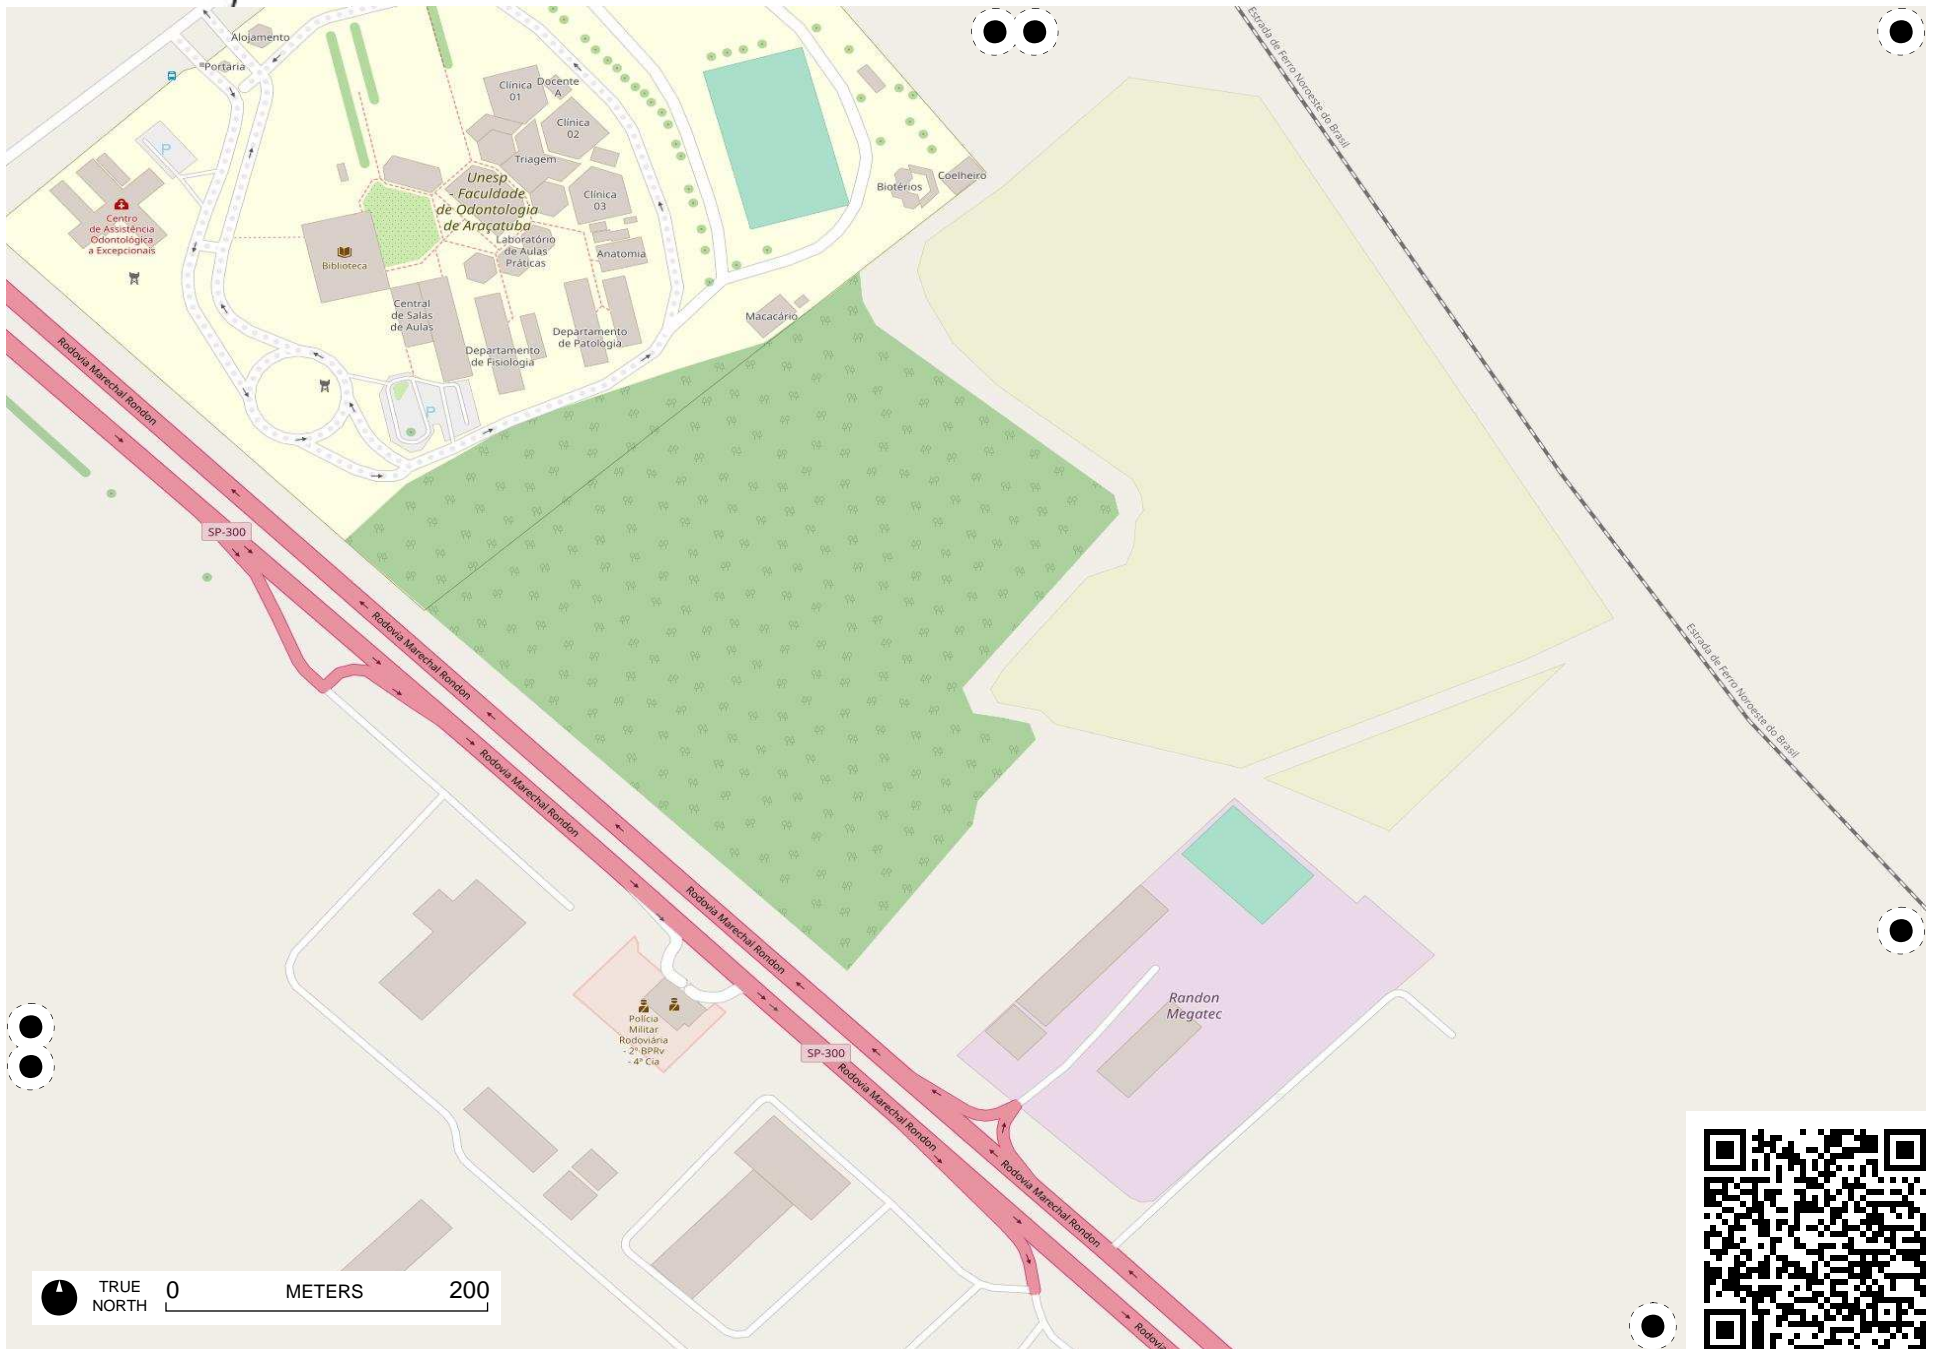 Alojamento
Portaria
Clínica
01
Docente
A
Clínica
02
P
Triagem
Unesp
- Faculdade
de Odontologia
de Araçatuba
Clínica
03
Biotérios
Coelheiro
Centro
de Assistência
Odontológica
a Excepcionais
Biblioteca
Laboratório
de Aulas
Práticas
Anatomia
Central
de Salas
de Aulas
Macacário
Departamento
de Patologia
Departamento
de Fisiologia
P
Estrada de Ferro Noroeste do Brasil
Rodovia Marechal Rondon
SP-300
Rodovia Marechal Rondon
Estrada de Ferro Noroeste do Brasil
Rodovia Marechal Rondon
Rodovia Marechal Rondon
Polícia
Militar
Rodoviária
- 2º BPRv
- 4ª Cia
Randon
Megatec
SP-300
Rodovia Marechal Rondon
Rodovia Marechal Rondon
Rodovia
TRUE
NORTH
0 METERS 200